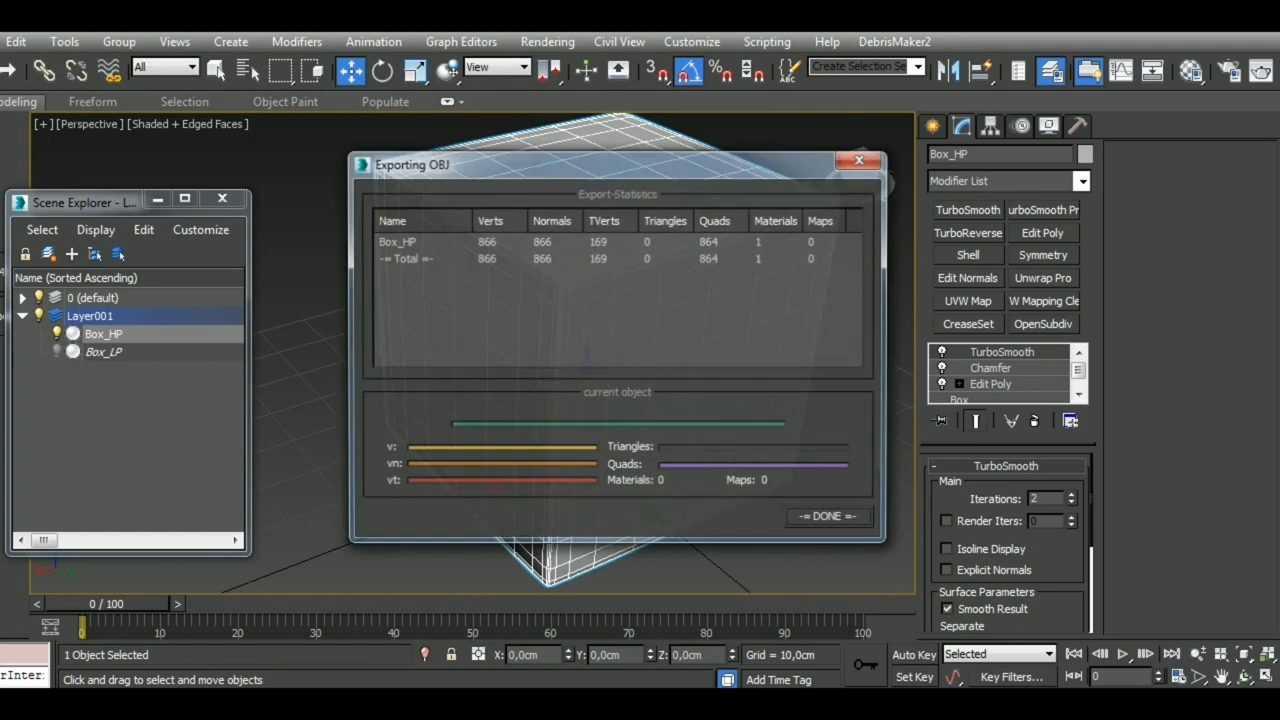 Edit Tools Group Views Create Modifiers Animation Graph Editors Rendering Civil View Customize Scripting Help DebrisMaker2
All View 3 % ABC Create Selection Se
odeling Freeform Selection Object Paint Populate
[+] [Perspective] [Shaded + Edged Faces]
Scene Explorer - L...
Select Display Edit Customize
Name (Sorted Ascending)
0 (default)
Layer001
Box_HP
Box_LP
Exporting OBJ
Export-Statistics
Name Verts Normals TVerts Triangles Quads Materials Maps
Box_HP 866 866 169 0 864 1 0
-= Total =- 866 866 169 0 864 1 0
current object
v: Triangles:
vn: Quads:
vt: Materials: 0 Maps: 0
-= DONE =-
Box_HP
Modifier List
TurboSmooth urboSmooth Pr
TurboReverse Edit Poly
Shell Symmetry
Edit Normals Unwrap Pro
UVW Map W Mapping Cle
CreaseSet OpenSubdiv
TurboSmooth
Chamfer
Edit Poly
Box
- TurboSmooth
Main
Iterations: 2
Render Iters: 0
Isoline Display
Explicit Normals
Surface Parameters
Smooth Result
Separate
< 0 / 100 >
0 10 20 30 40 50 60 70 80 90 100
1 Object Selected X: 0,0cm Y: 0,0cm Z: 0,0cm Grid = 10,0cm Auto Key Selected
rInter: Click and drag to select and move objects Add Time Tag Set Key Key Filters... 0